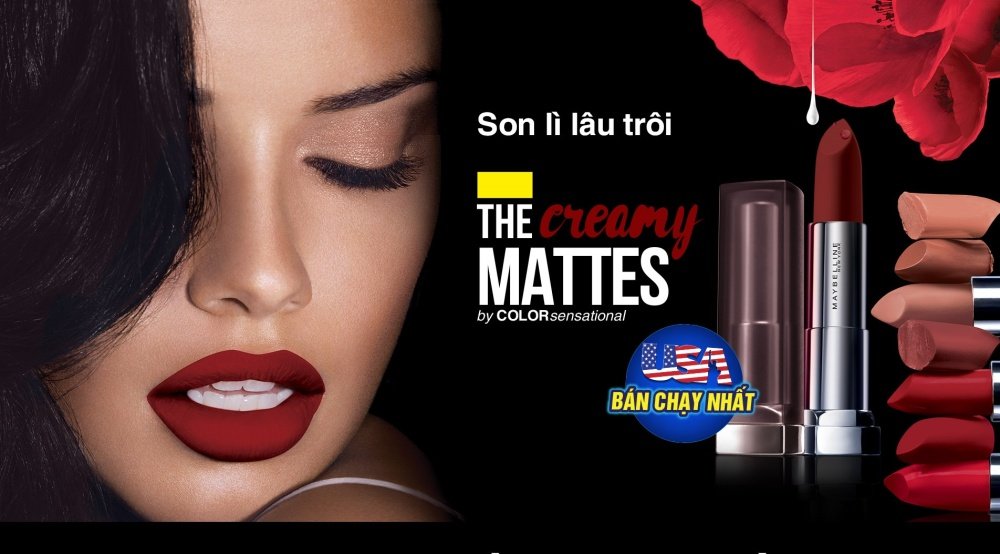 Son lì lâu trôi
THE creamy
MATTES
by COLORsensational
MAYBELLINE
NEW YORK
USA
BÁN CHẠY NHẤT